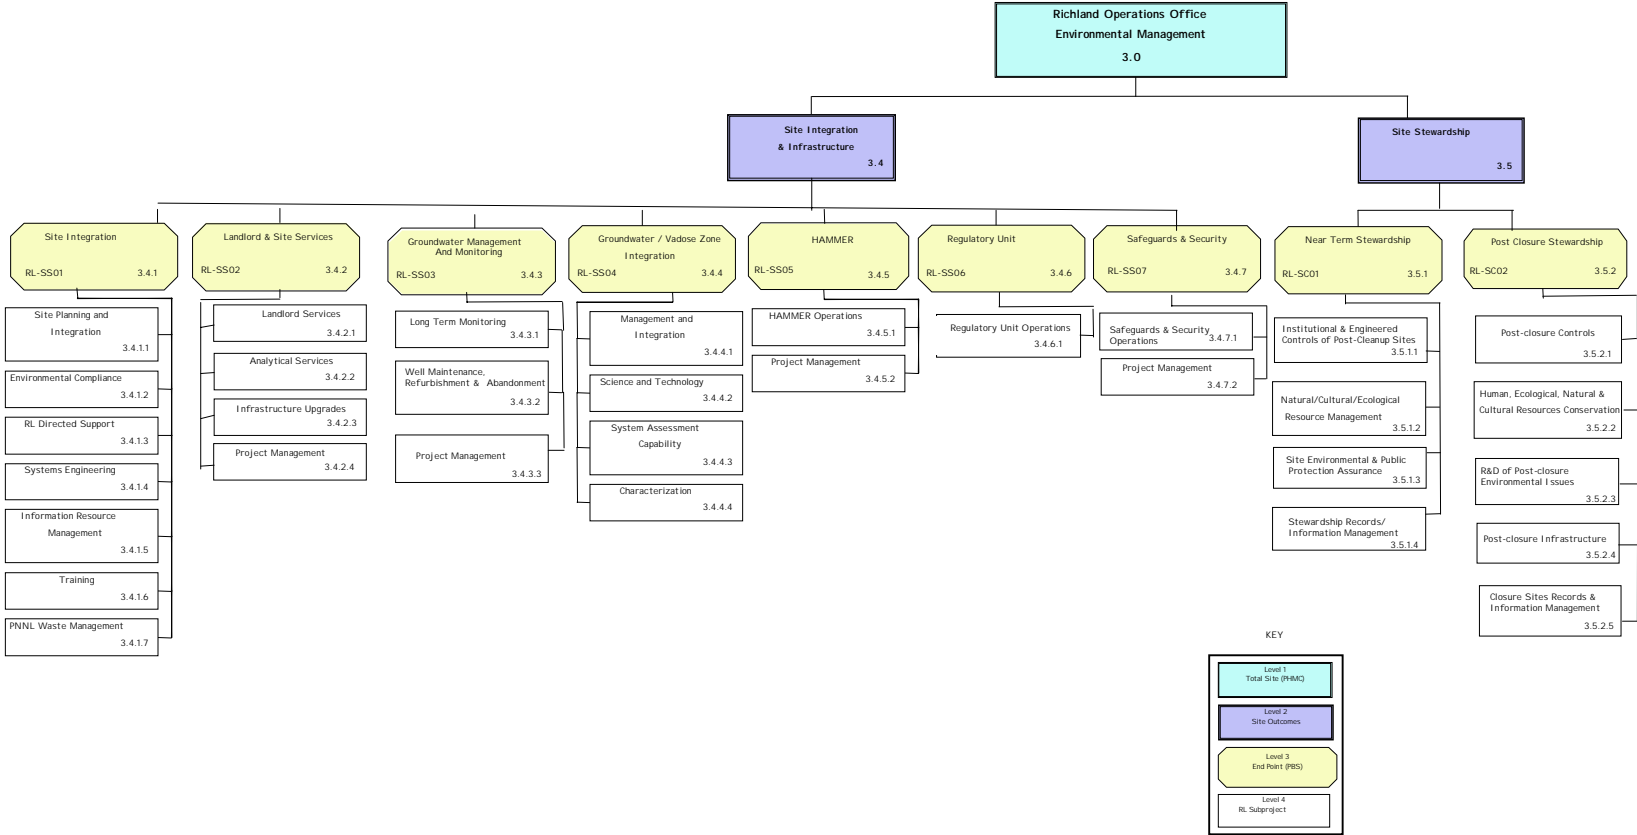 Richland Operations Office
Environmental Management
3.0
Site Integration
& Infrastructure
3.4
Site Stewardship
3.5
Site Integration
RL-SS01 3.4.1
Landlord & Site Services
RL-SS02 3.4.2
Groundwater Management
And Monitoring
RL-SS03 3.4.3
Groundwater / Vadose Zone
Integration
RL-SS04 3.4.4
HAMMER
RL-SS05 3.4.5
Regulatory Unit
RL-SS06 3.4.6
Safeguards & Security
RL-SS07 3.4.7
Near Term Stewardship
RL-SC01 3.5.1
Post Closure Stewardship
RL-SC02 3.5.2
Site Planning and
Integration
3.4.1.1
Environmental Compliance
3.4.1.2
RL Directed Support
3.4.1.3
Systems Engineering
3.4.1.4
Information Resource
Management
3.4.1.5
Training
3.4.1.6
PNNL Waste Management
3.4.1.7
Landlord Services
3.4.2.1
Analytical Services
3.4.2.2
Infrastructure Upgrades
3.4.2.3
Project Management
3.4.2.4
Long Term Monitoring
3.4.3.1
Well Maintenance,
Refurbishment & Abandonment
3.4.3.2
Project Management
3.4.3.3
Management and
Integration
3.4.4.1
Science and Technology
3.4.4.2
System Assessment
Capability
3.4.4.3
Characterization
3.4.4.4
HAMMER Operations
3.4.5.1
Project Management
3.4.5.2
Regulatory Unit Operations
3.4.6.1
Safeguards & Security
Operations 3.4.7.1
Project Management
3.4.7.2
Institutional & Engineered
Controls of Post-Cleanup Sites
3.5.1.1
Natural/Cultural/Ecological
Resource Management
3.5.1.2
Site Environmental & Public
Protection Assurance
3.5.1.3
Stewardship Records/
Information Management
3.5.1.4
Post-closure Controls
3.5.2.1
Human, Ecological, Natural &
Cultural Resources Conservation
3.5.2.2
R&D of Post-closure
Environmental Issues
3.5.2.3
Post-closure Infrastructure
3.5.2.4
Closure Sites Records &
Information Management
3.5.2.5
KEY
Level 1
Total Site (PHMC)
Level 2
Site Outcomes
Level 3
End Point (PBS)
Level 4
RL Subproject